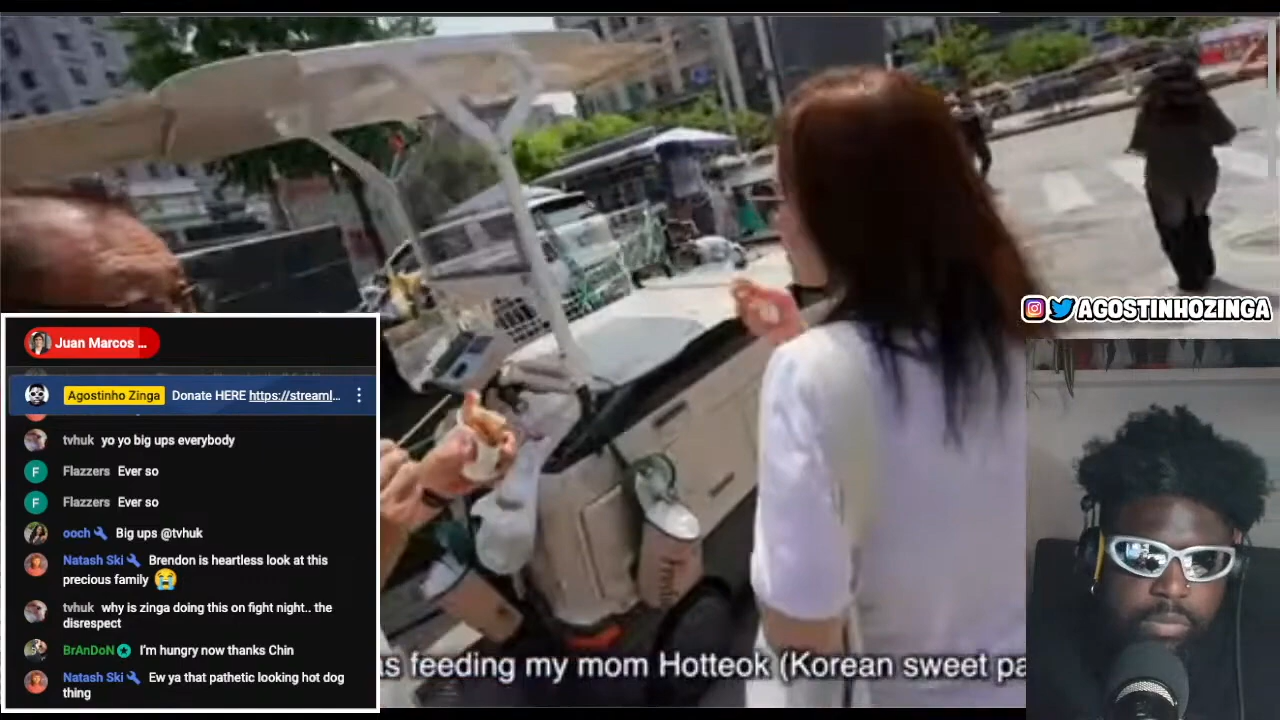 Juan Marcos ...
Agostinho Zinga Donate HERE https://streaml...
tvhuk yo yo big ups everybody
F Flazzers Ever so
F Flazzers Ever so
ooch Big ups @tvhuk
Natash Ski Brendon is heartless look at this
precious family 😭
tvhuk why is zinga doing this on fight night.. the
disrespect
BrAnDoN I'm hungry now thanks Chin
Natash Ski Ew ya that pathetic looking hot dog
thing
AGOSTINHOZINGA
as feeding my mom Hotteok (Korean sweet pa